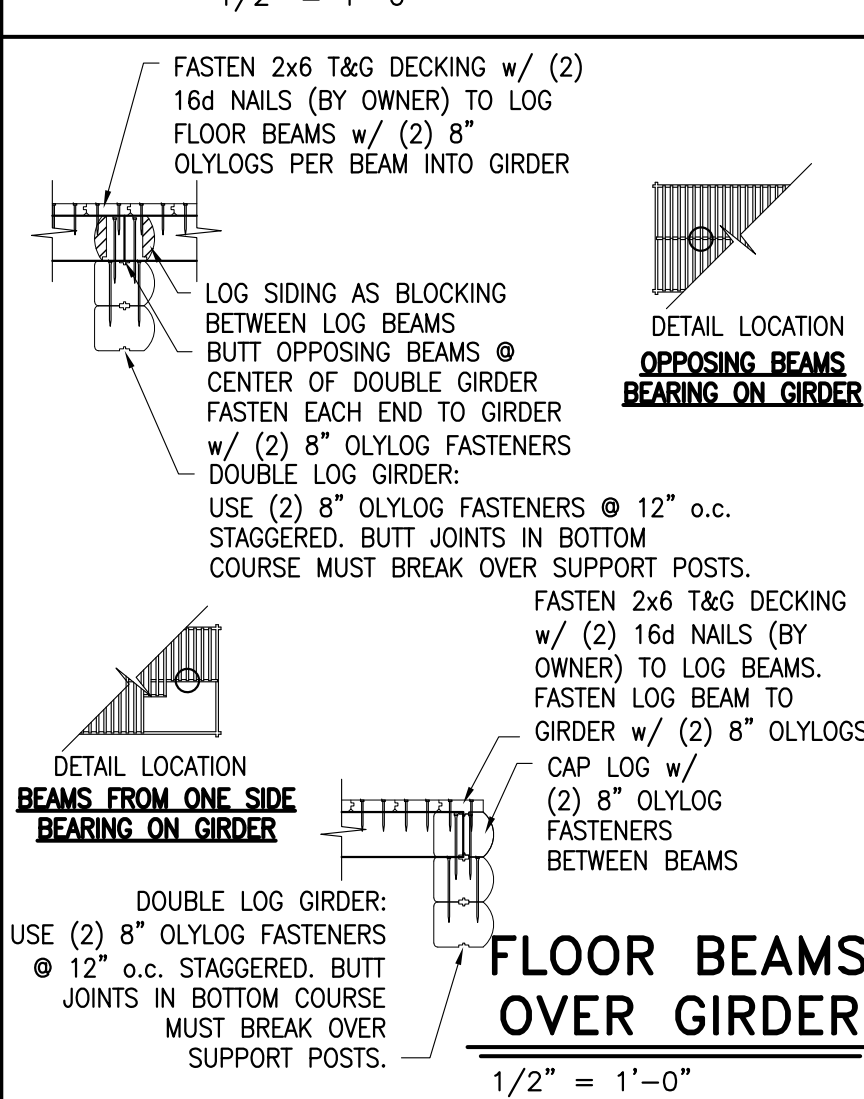 1/2" = 1'-0"
FASTEN 2x6 T&G DECKING w/ (2)
16d NAILS (BY OWNER) TO LOG
FLOOR BEAMS w/ (2) 8"
OLYLOGS PER BEAM INTO GIRDER
LOG SIDING AS BLOCKING
BETWEEN LOG BEAMS
BUTT OPPOSING BEAMS @
CENTER OF DOUBLE GIRDER
FASTEN EACH END TO GIRDER
w/ (2) 8" OLYLOG FASTENERS
DOUBLE LOG GIRDER:
USE (2) 8" OLYLOG FASTENERS @ 12" o.c.
STAGGERED. BUTT JOINTS IN BOTTOM
COURSE MUST BREAK OVER SUPPORT POSTS.
DETAIL LOCATION
OPPOSING BEAMS
BEARING ON GIRDER
FASTEN 2x6 T&G DECKING
w/ (2) 16d NAILS (BY
OWNER) TO LOG BEAMS.
FASTEN LOG BEAM TO
GIRDER w/ (2) 8" OLYLOGS
CAP LOG w/
(2) 8" OLYLOG
FASTENERS
BETWEEN BEAMS
DETAIL LOCATION
BEAMS FROM ONE SIDE
BEARING ON GIRDER
DOUBLE LOG GIRDER:
USE (2) 8" OLYLOG FASTENERS
@ 12" o.c. STAGGERED. BUTT
JOINTS IN BOTTOM COURSE
MUST BREAK OVER
SUPPORT POSTS.
FLOOR BEAMS
OVER GIRDER
1/2" = 1'-0"